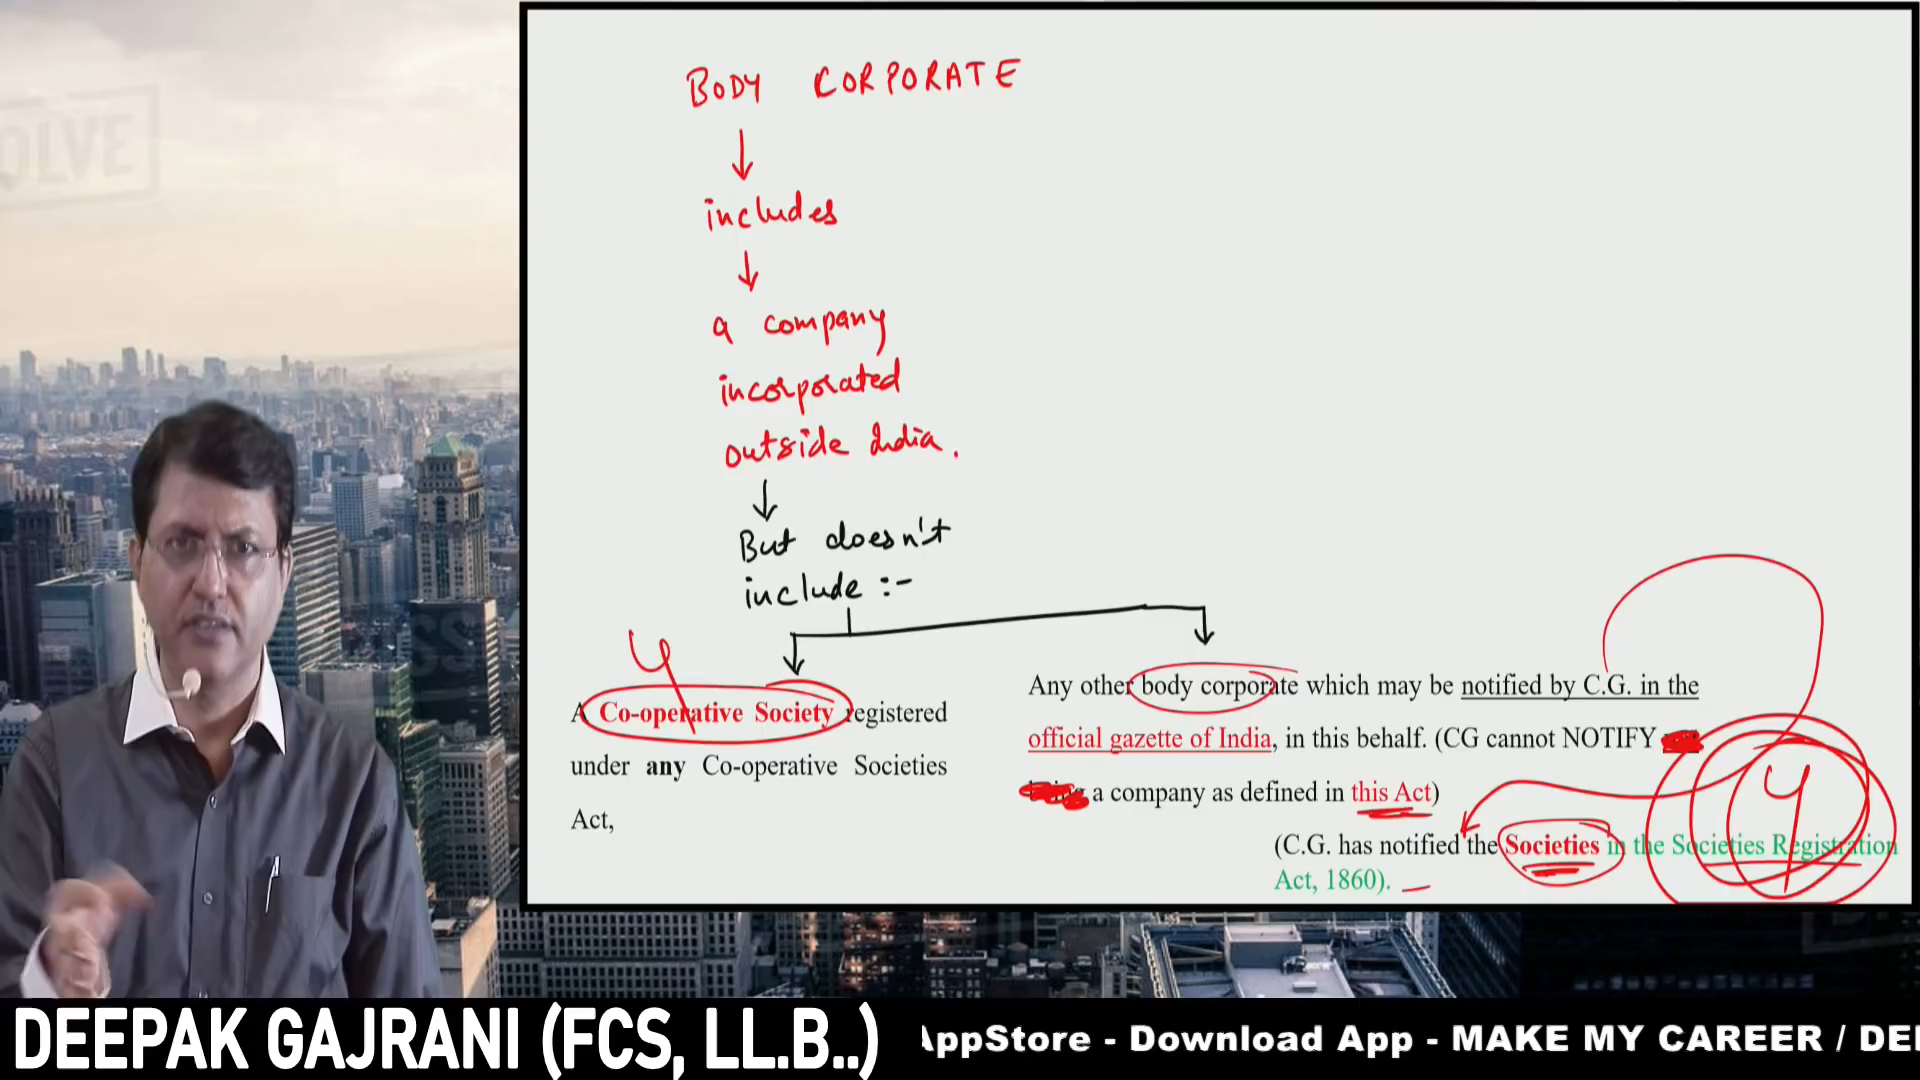 OLVE
BODY CORPORATE
includes
a company
incorporated
outside India.
But doesn't
include :-
A Co-operative Society registered
under any Co-operative Societies
Act,
Any other body corporate which may be notified by C.G. in the
official gazette of India, in this behalf. (CG cannot NOTIFY
a company as defined in this Act)
(C.G. has notified the Societies in the Societies Registration
Act, 1860).
DEEPAK GAJRANI (FCS, LL.B..)
AppStore - Download App - MAKE MY CAREER / DE